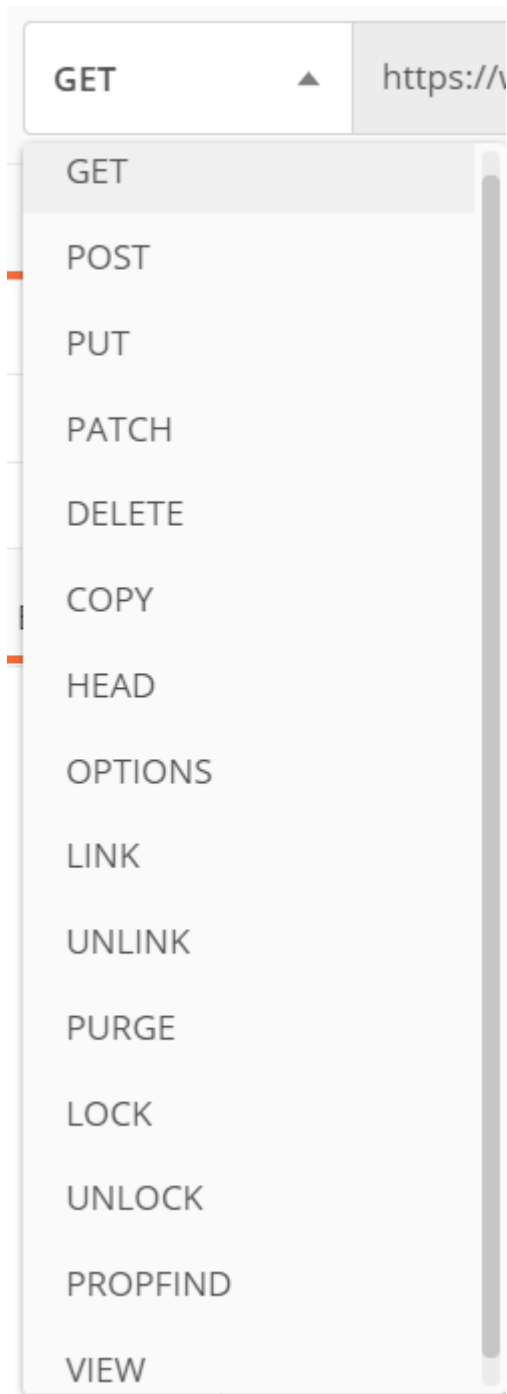 GET https://
GET
POST
PUT
PATCH
DELETE
COPY
HEAD
OPTIONS
LINK
UNLINK
PURGE
LOCK
UNLOCK
PROPFIND
VIEW